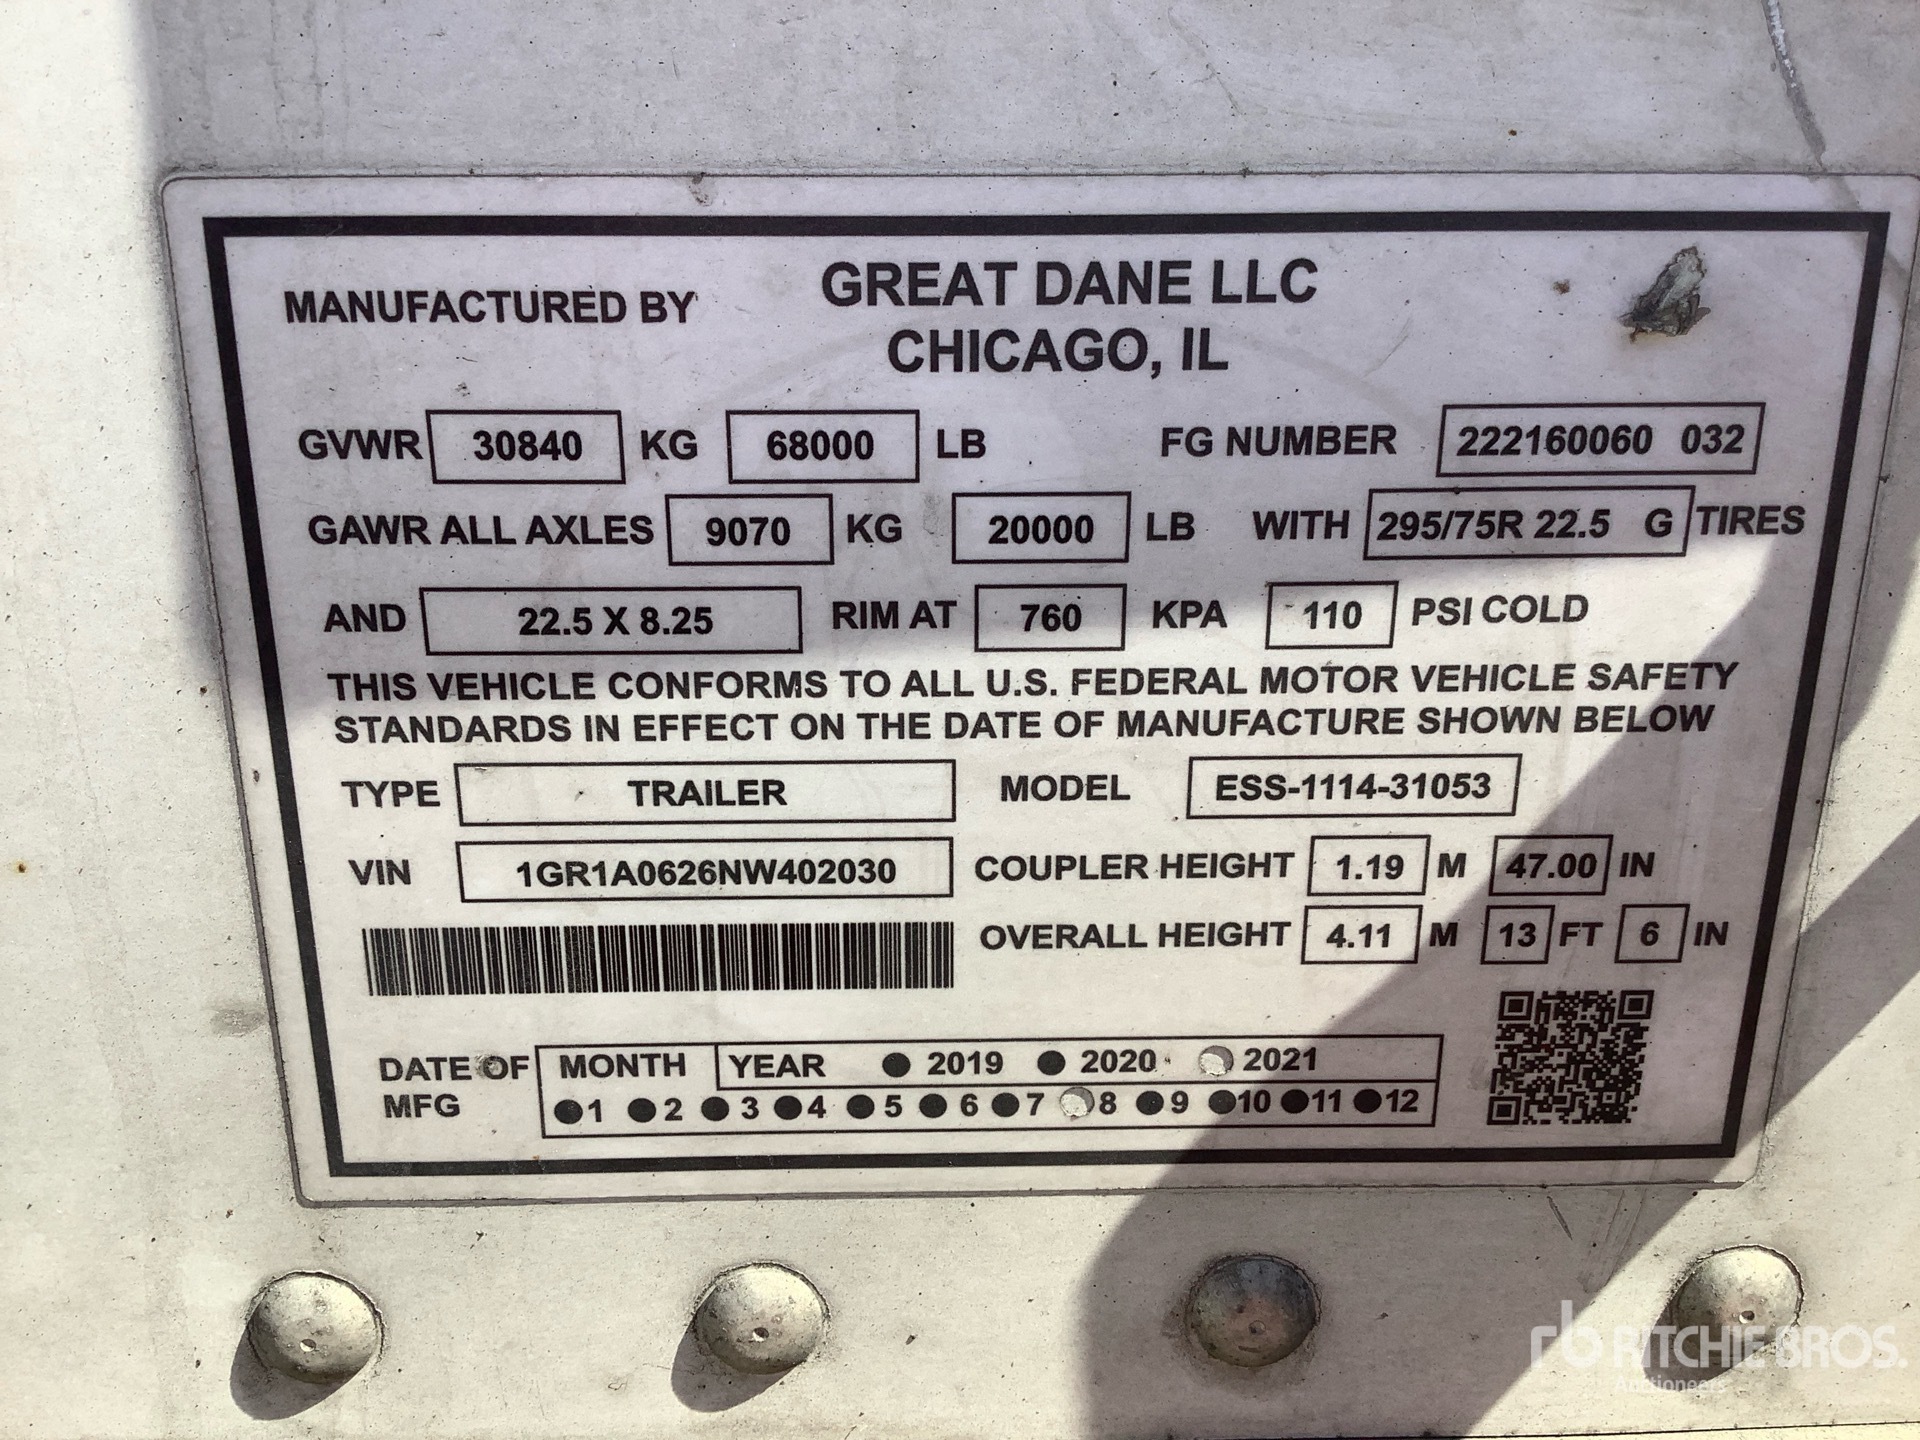 MANUFACTURED BY GREAT DANE LLC
CHICAGO, IL
GVWR 30840 KG 68000 LB FG NUMBER 222160060 032
GAWR ALL AXLES 9070 KG 20000 LB WITH 295/75R 22.5 G TIRES
AND 22.5 X 8.25 RIM AT 760 KPA 110 PSI COLD
THIS VEHICLE CONFORMS TO ALL U.S. FEDERAL MOTOR VEHICLE SAFETY
STANDARDS IN EFFECT ON THE DATE OF MANUFACTURE SHOWN BELOW
TYPE TRAILER MODEL ESS-1114-31053
VIN 1GR1A0626NW402030 COUPLER HEIGHT 1.19 M 47.00 IN
OVERALL HEIGHT 4.11 M 13 FT 6 IN
DATE OF MONTH YEAR 2019 2020 2021
MFG 1 2 3 4 5 6 7 8 9 10 11 12
rb RITCHIE BROS.
Auctioneers